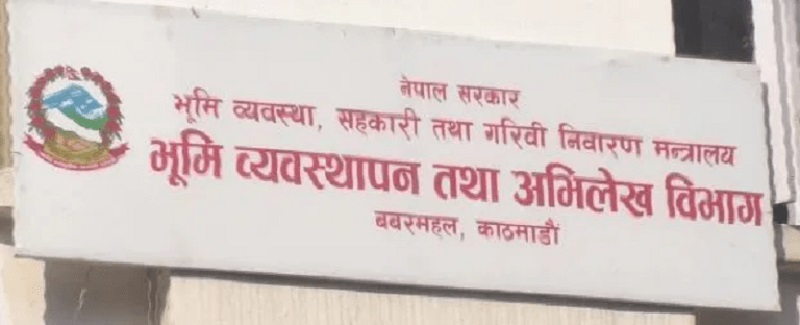 नेपाल सरकार
भूमि व्यवस्था, सहकारी तथा गरिवी निवारण मन्त्रालय
भूमि व्यवस्थापन तथा अभिलेख विभाग
बबरमहल, काठमाडौं